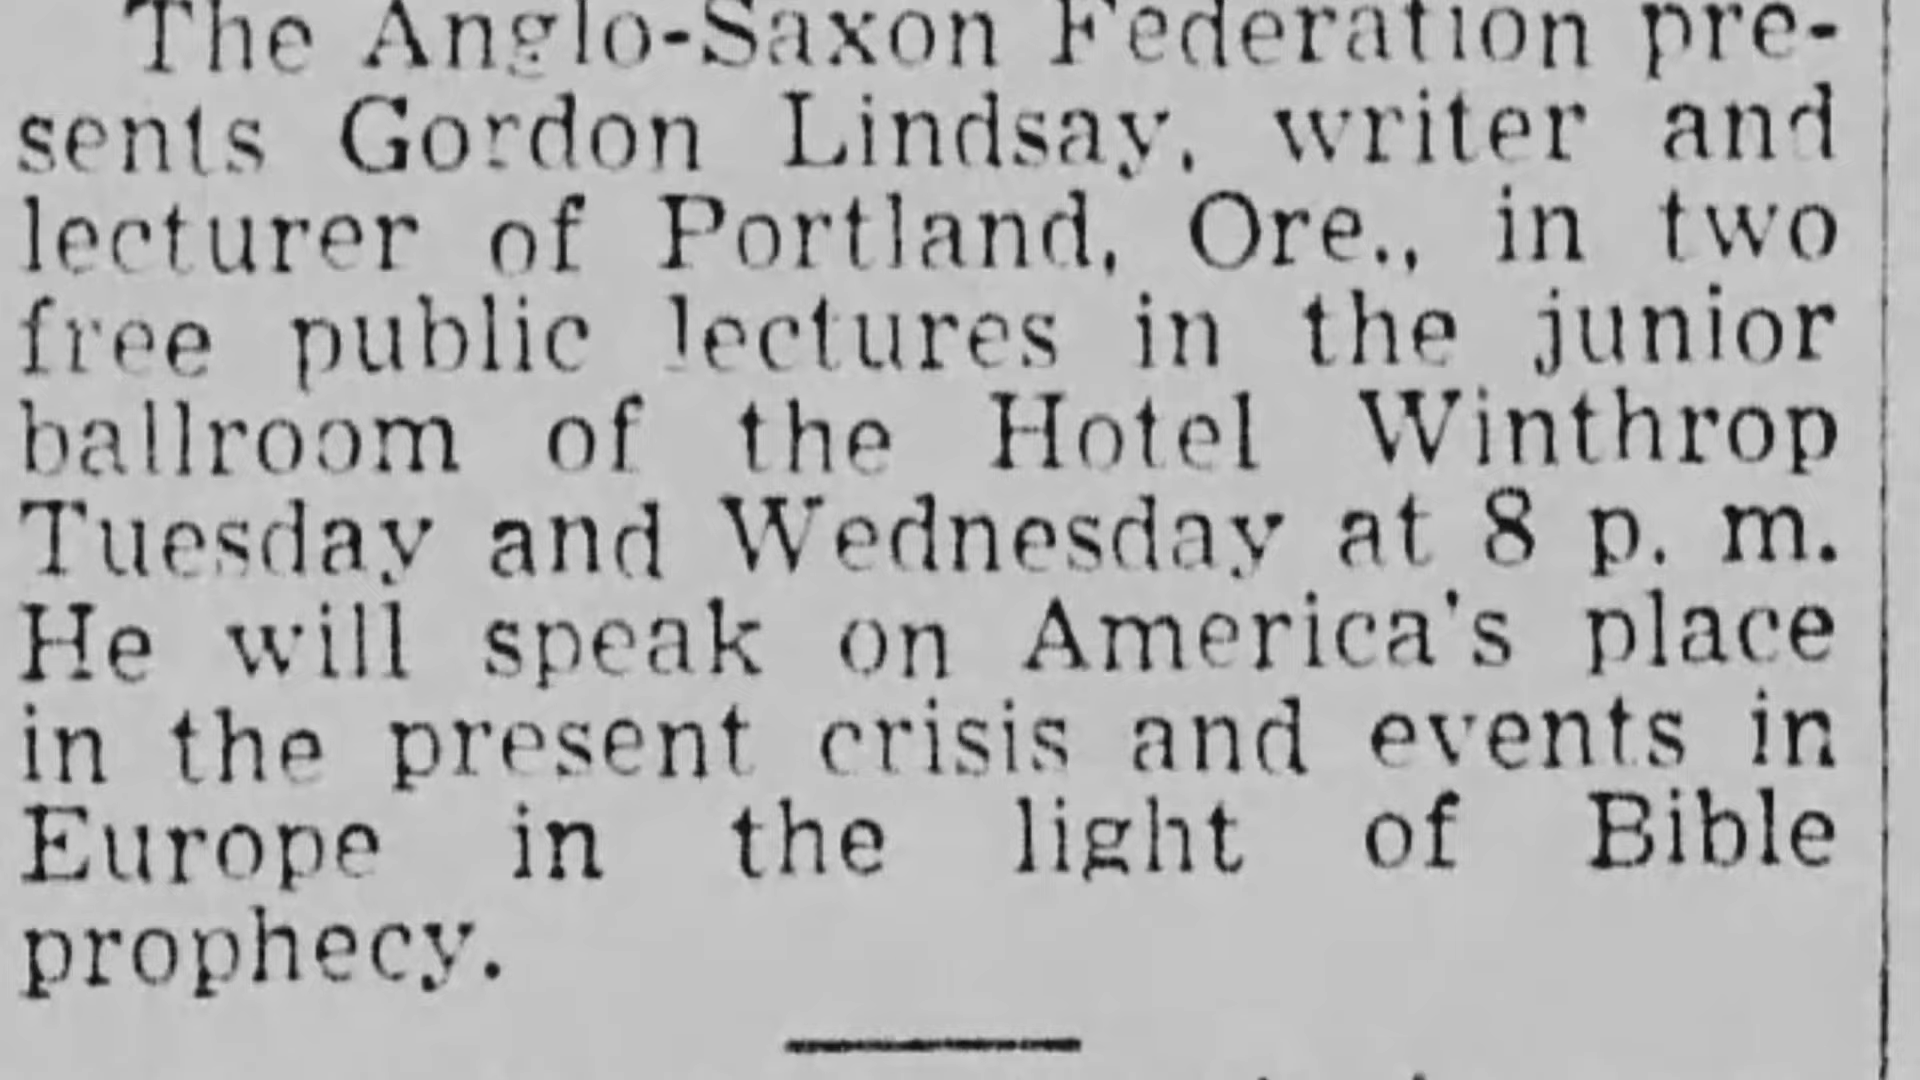 The Anglo-Saxon Federation pre-
sents Gordon Lindsay, writer and
lecturer of Portland, Ore., in two
free public lectures in the junior
ballroom of the Hotel Winthrop
Tuesday and Wednesday at 8 p. m.
He will speak on America's place
in the present crisis and events in
Europe in the light of Bible
prophecy.